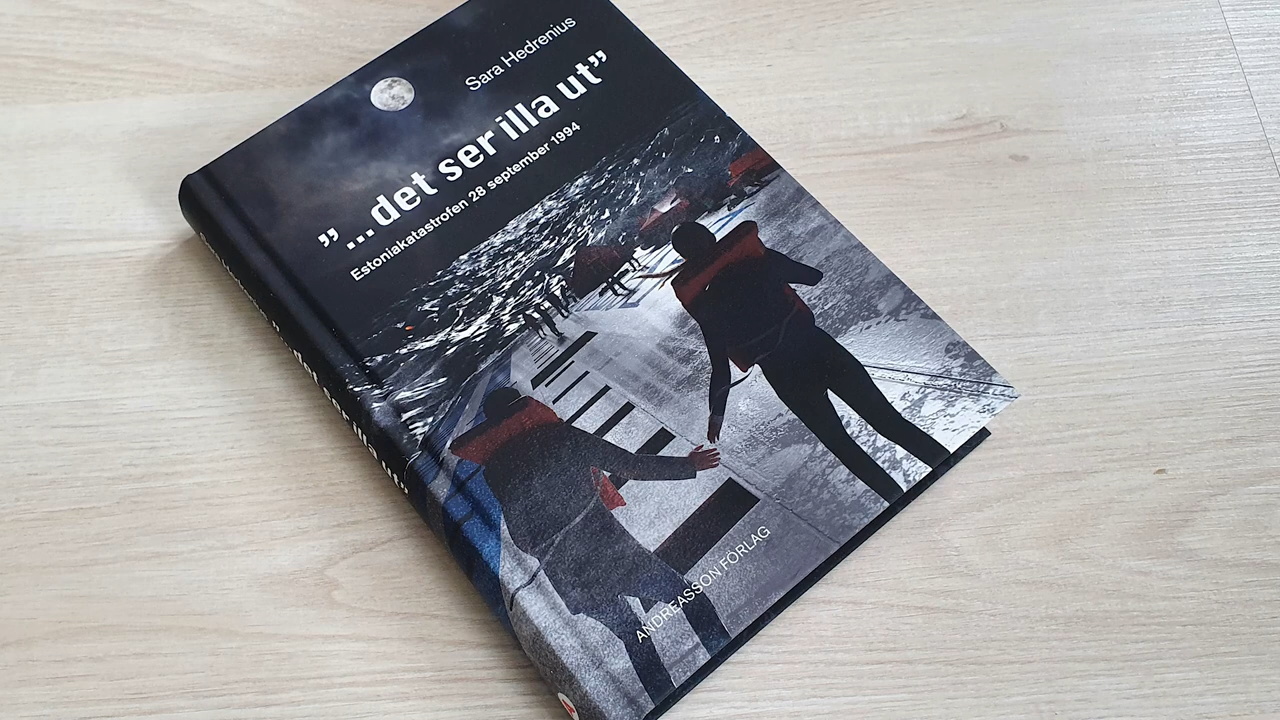 Sara Hedrenius
”...det ser illa ut”
Estoniakatastrofen 28 september 1994
ANDREASSON FÖRLAG
”...det ser illa ut”